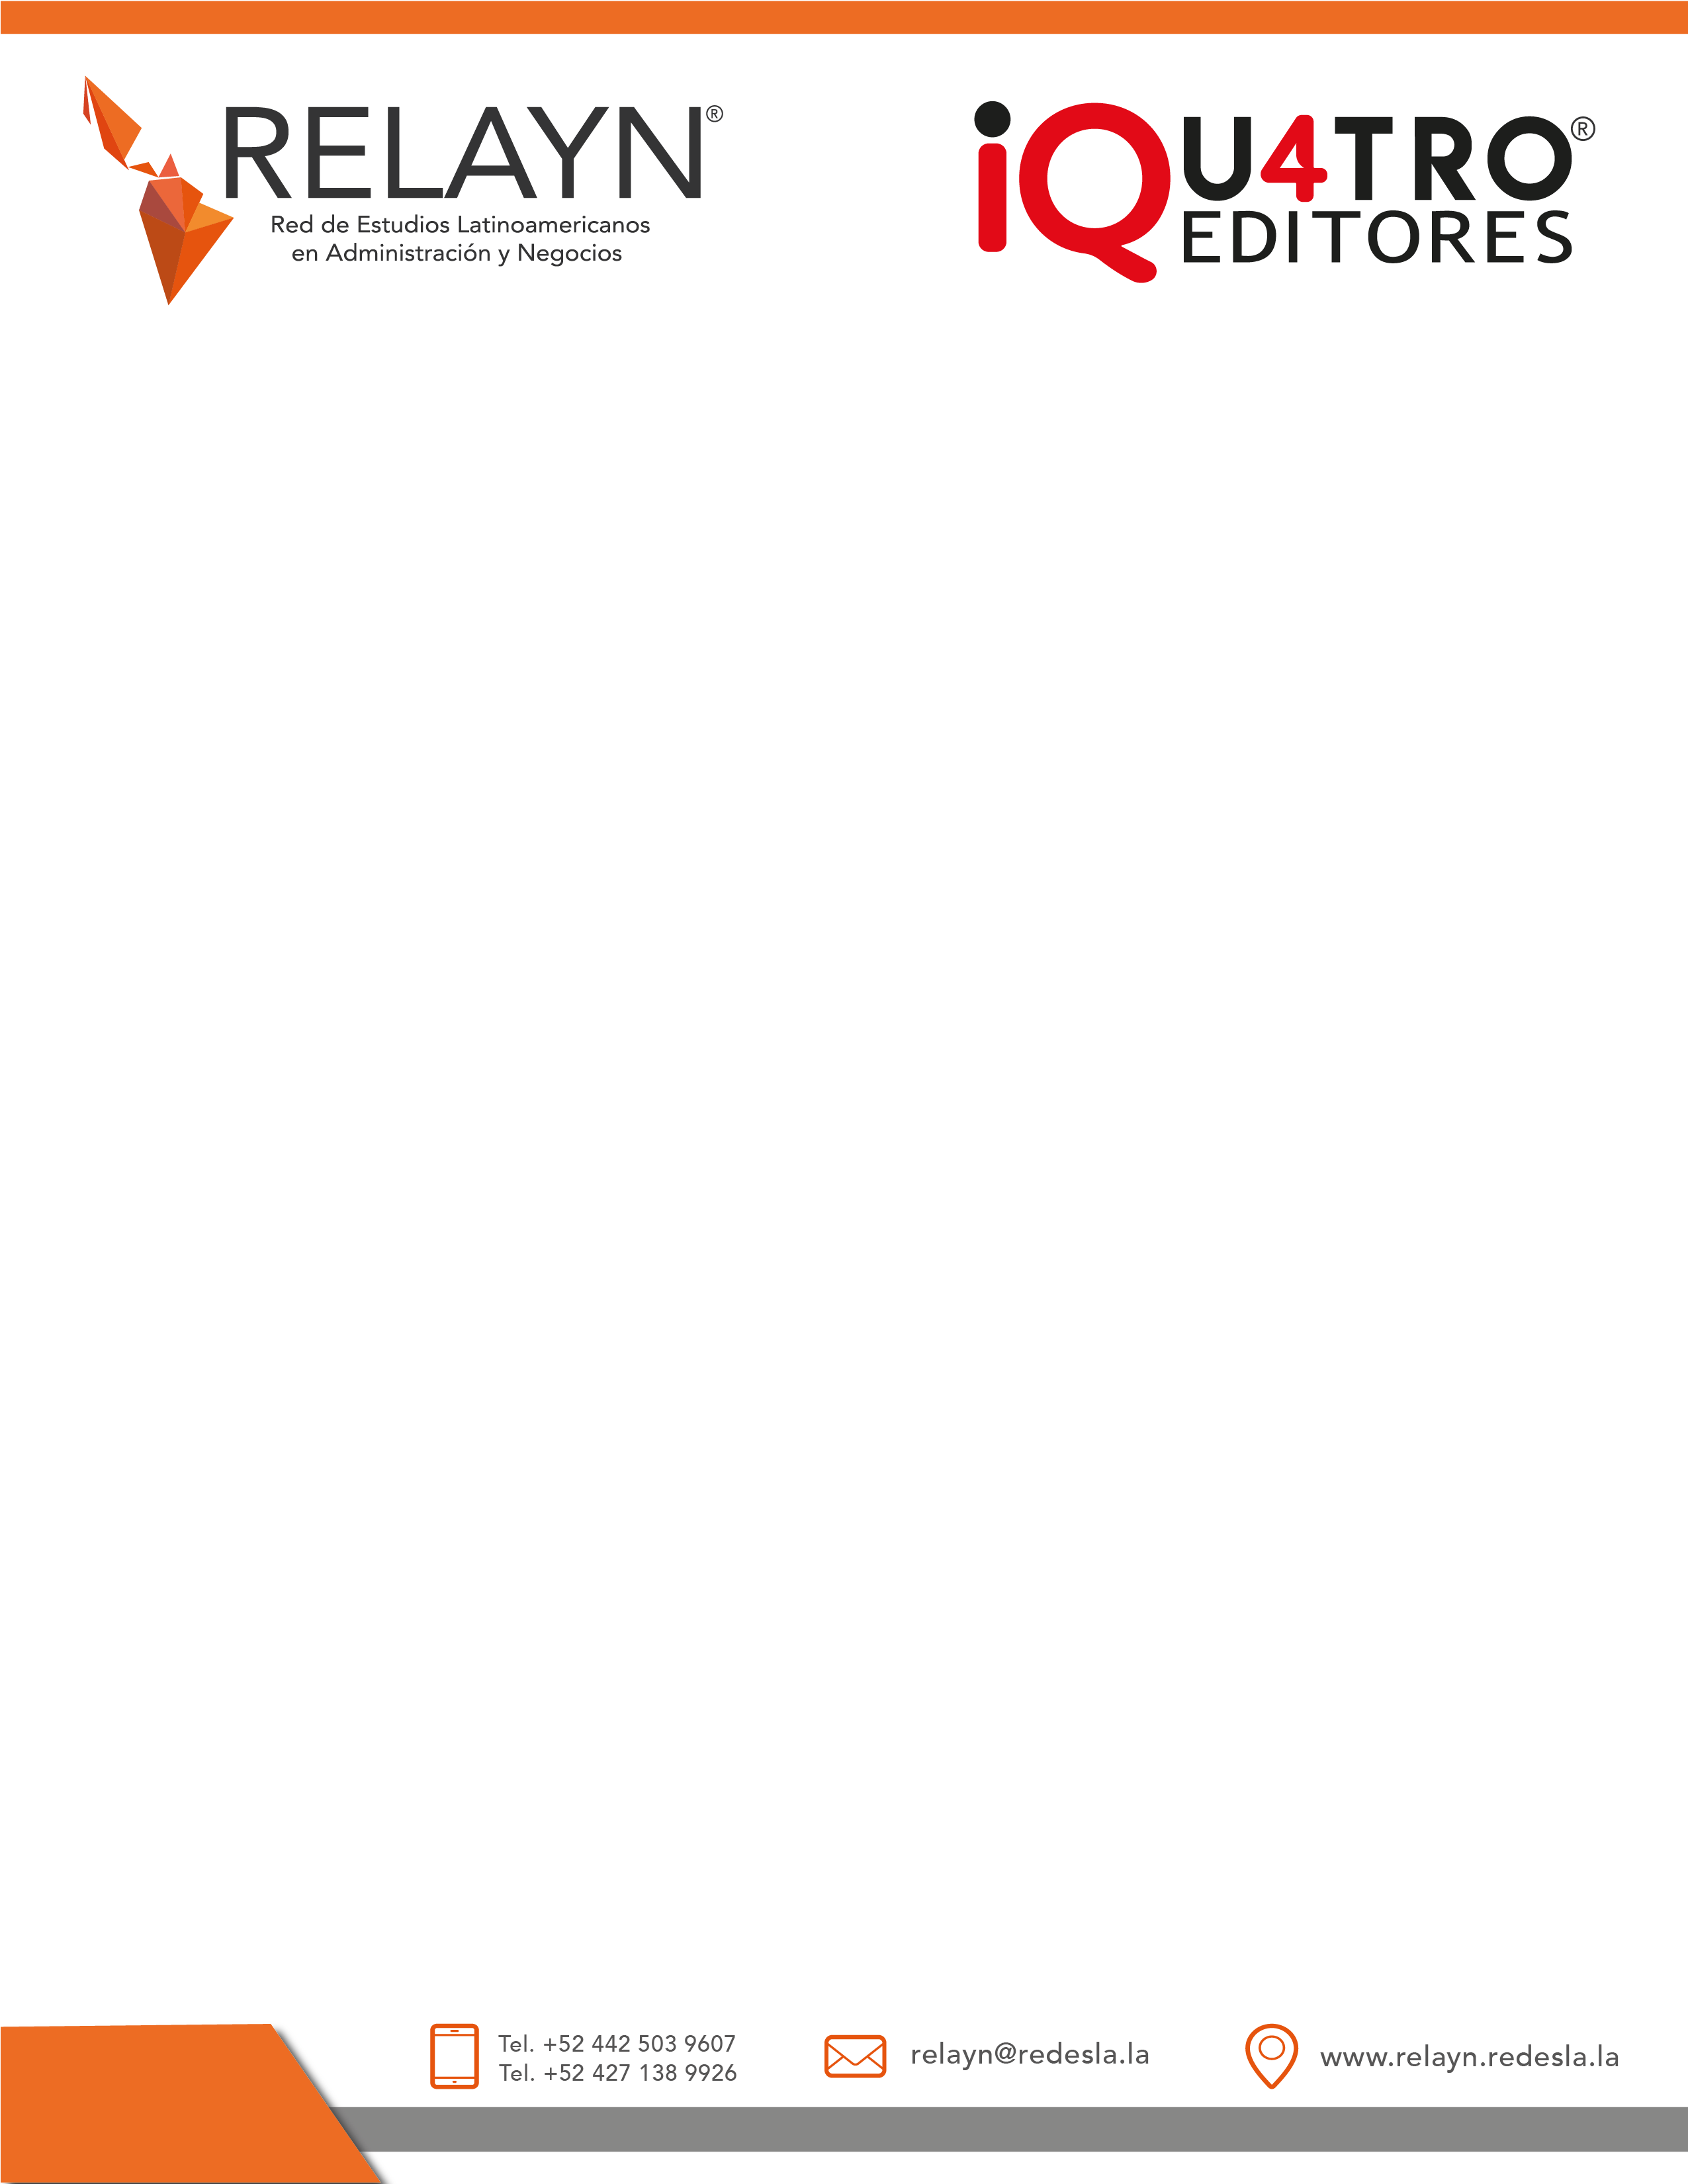 RELAYN®
Red de Estudios Latinoamericanos
en Administración y Negocios
iQU4TRO®
EDITORES
Tel. +52 442 503 9607
Tel. +52 427 138 9926
relayn@redesla.la
www.relayn.redesla.la